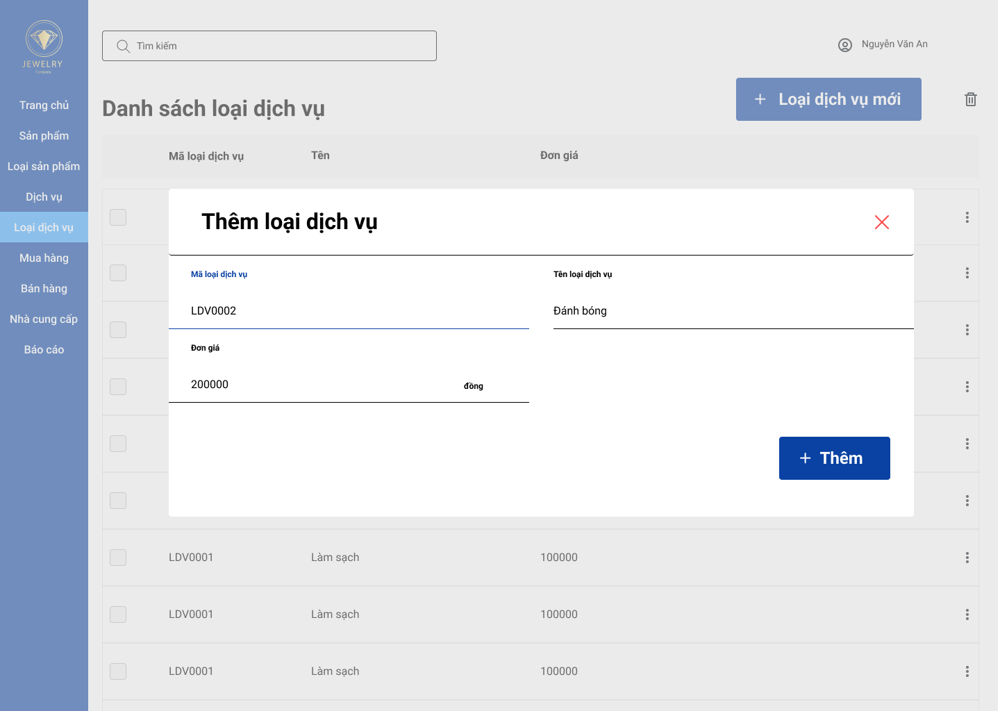 JEWELRY
Company
Trang chủ
Sản phẩm
Loại sản phẩm
Dịch vụ
Loại dịch vụ
Mua hàng
Bán hàng
Nhà cung cấp
Báo cáo
Tìm kiếm
Nguyễn Văn An
Danh sách loại dịch vụ
+ Loại dịch vụ mới
Mã loại dịch vụ Tên Đơn giá
Thêm loại dịch vụ
Mã loại dịch vụ
LDV0002
Tên loại dịch vụ
Đánh bóng
Đơn giá
200000 đồng
+ Thêm
LDV0001 Làm sạch 100000
LDV0001 Làm sạch 100000
LDV0001 Làm sạch 100000